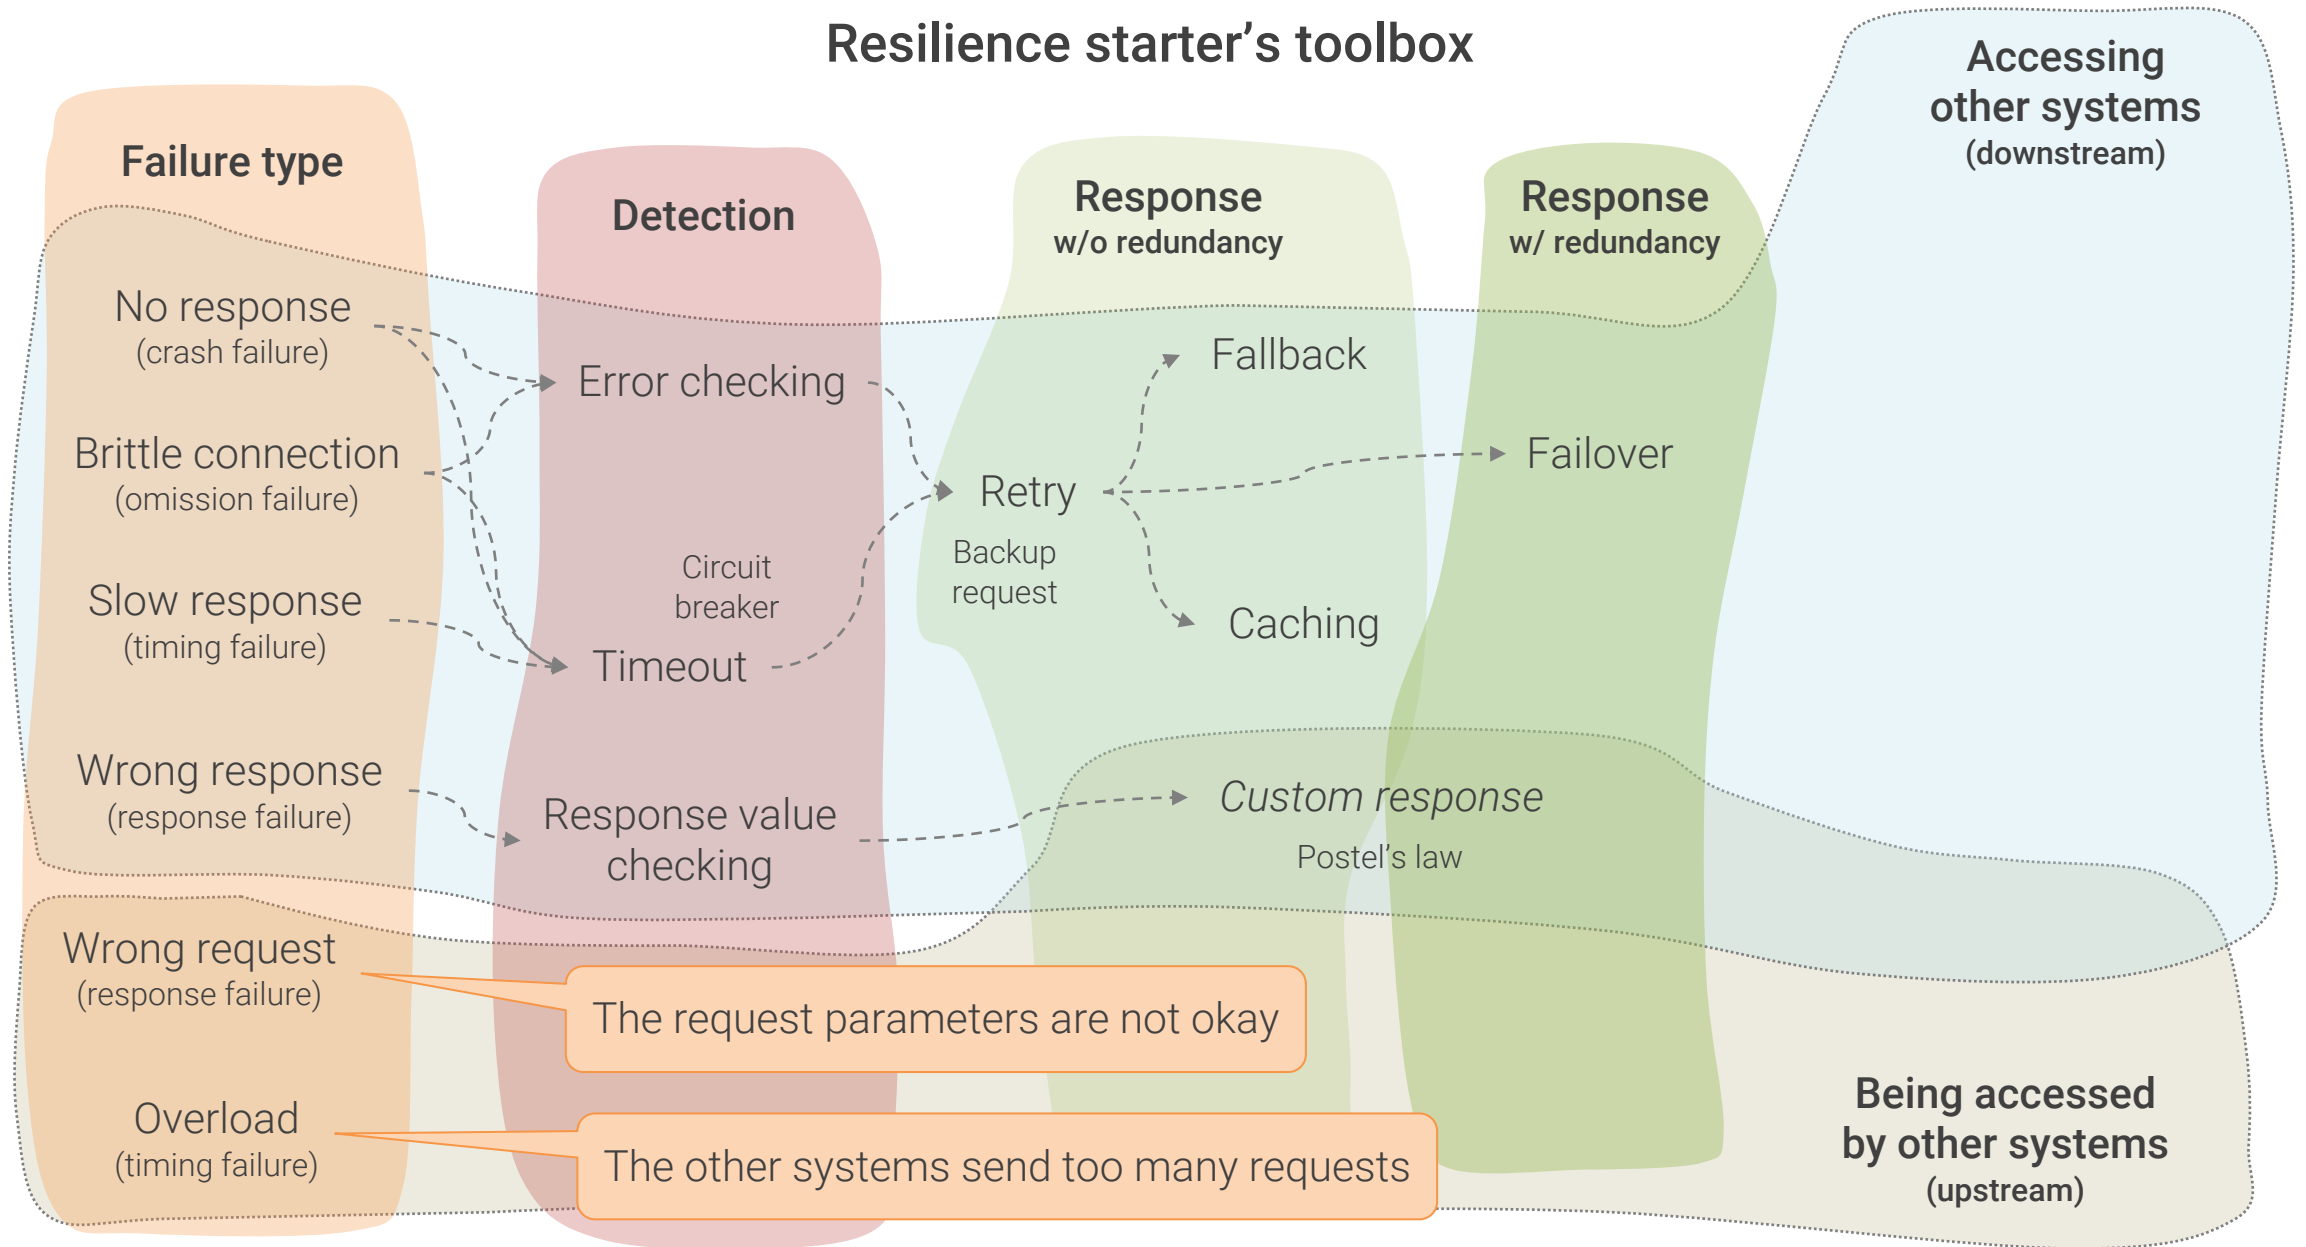 Resilience starter’s toolbox
Accessing
other systems
(downstream)
Failure type
Detection
Response
w/o redundancy
Response
w/ redundancy
No response
(crash failure)
Brittle connection
(omission failure)
Slow response
(timing failure)
Wrong response
(response failure)
Error checking
Circuit
breaker
Timeout
Response value
checking
Fallback
Retry
Backup
request
Caching
Failover
Custom response
Postel’s law
Wrong request
(response failure)
The request parameters are not okay
Overload
(timing failure)
The other systems send too many requests
Being accessed
by other systems
(upstream)